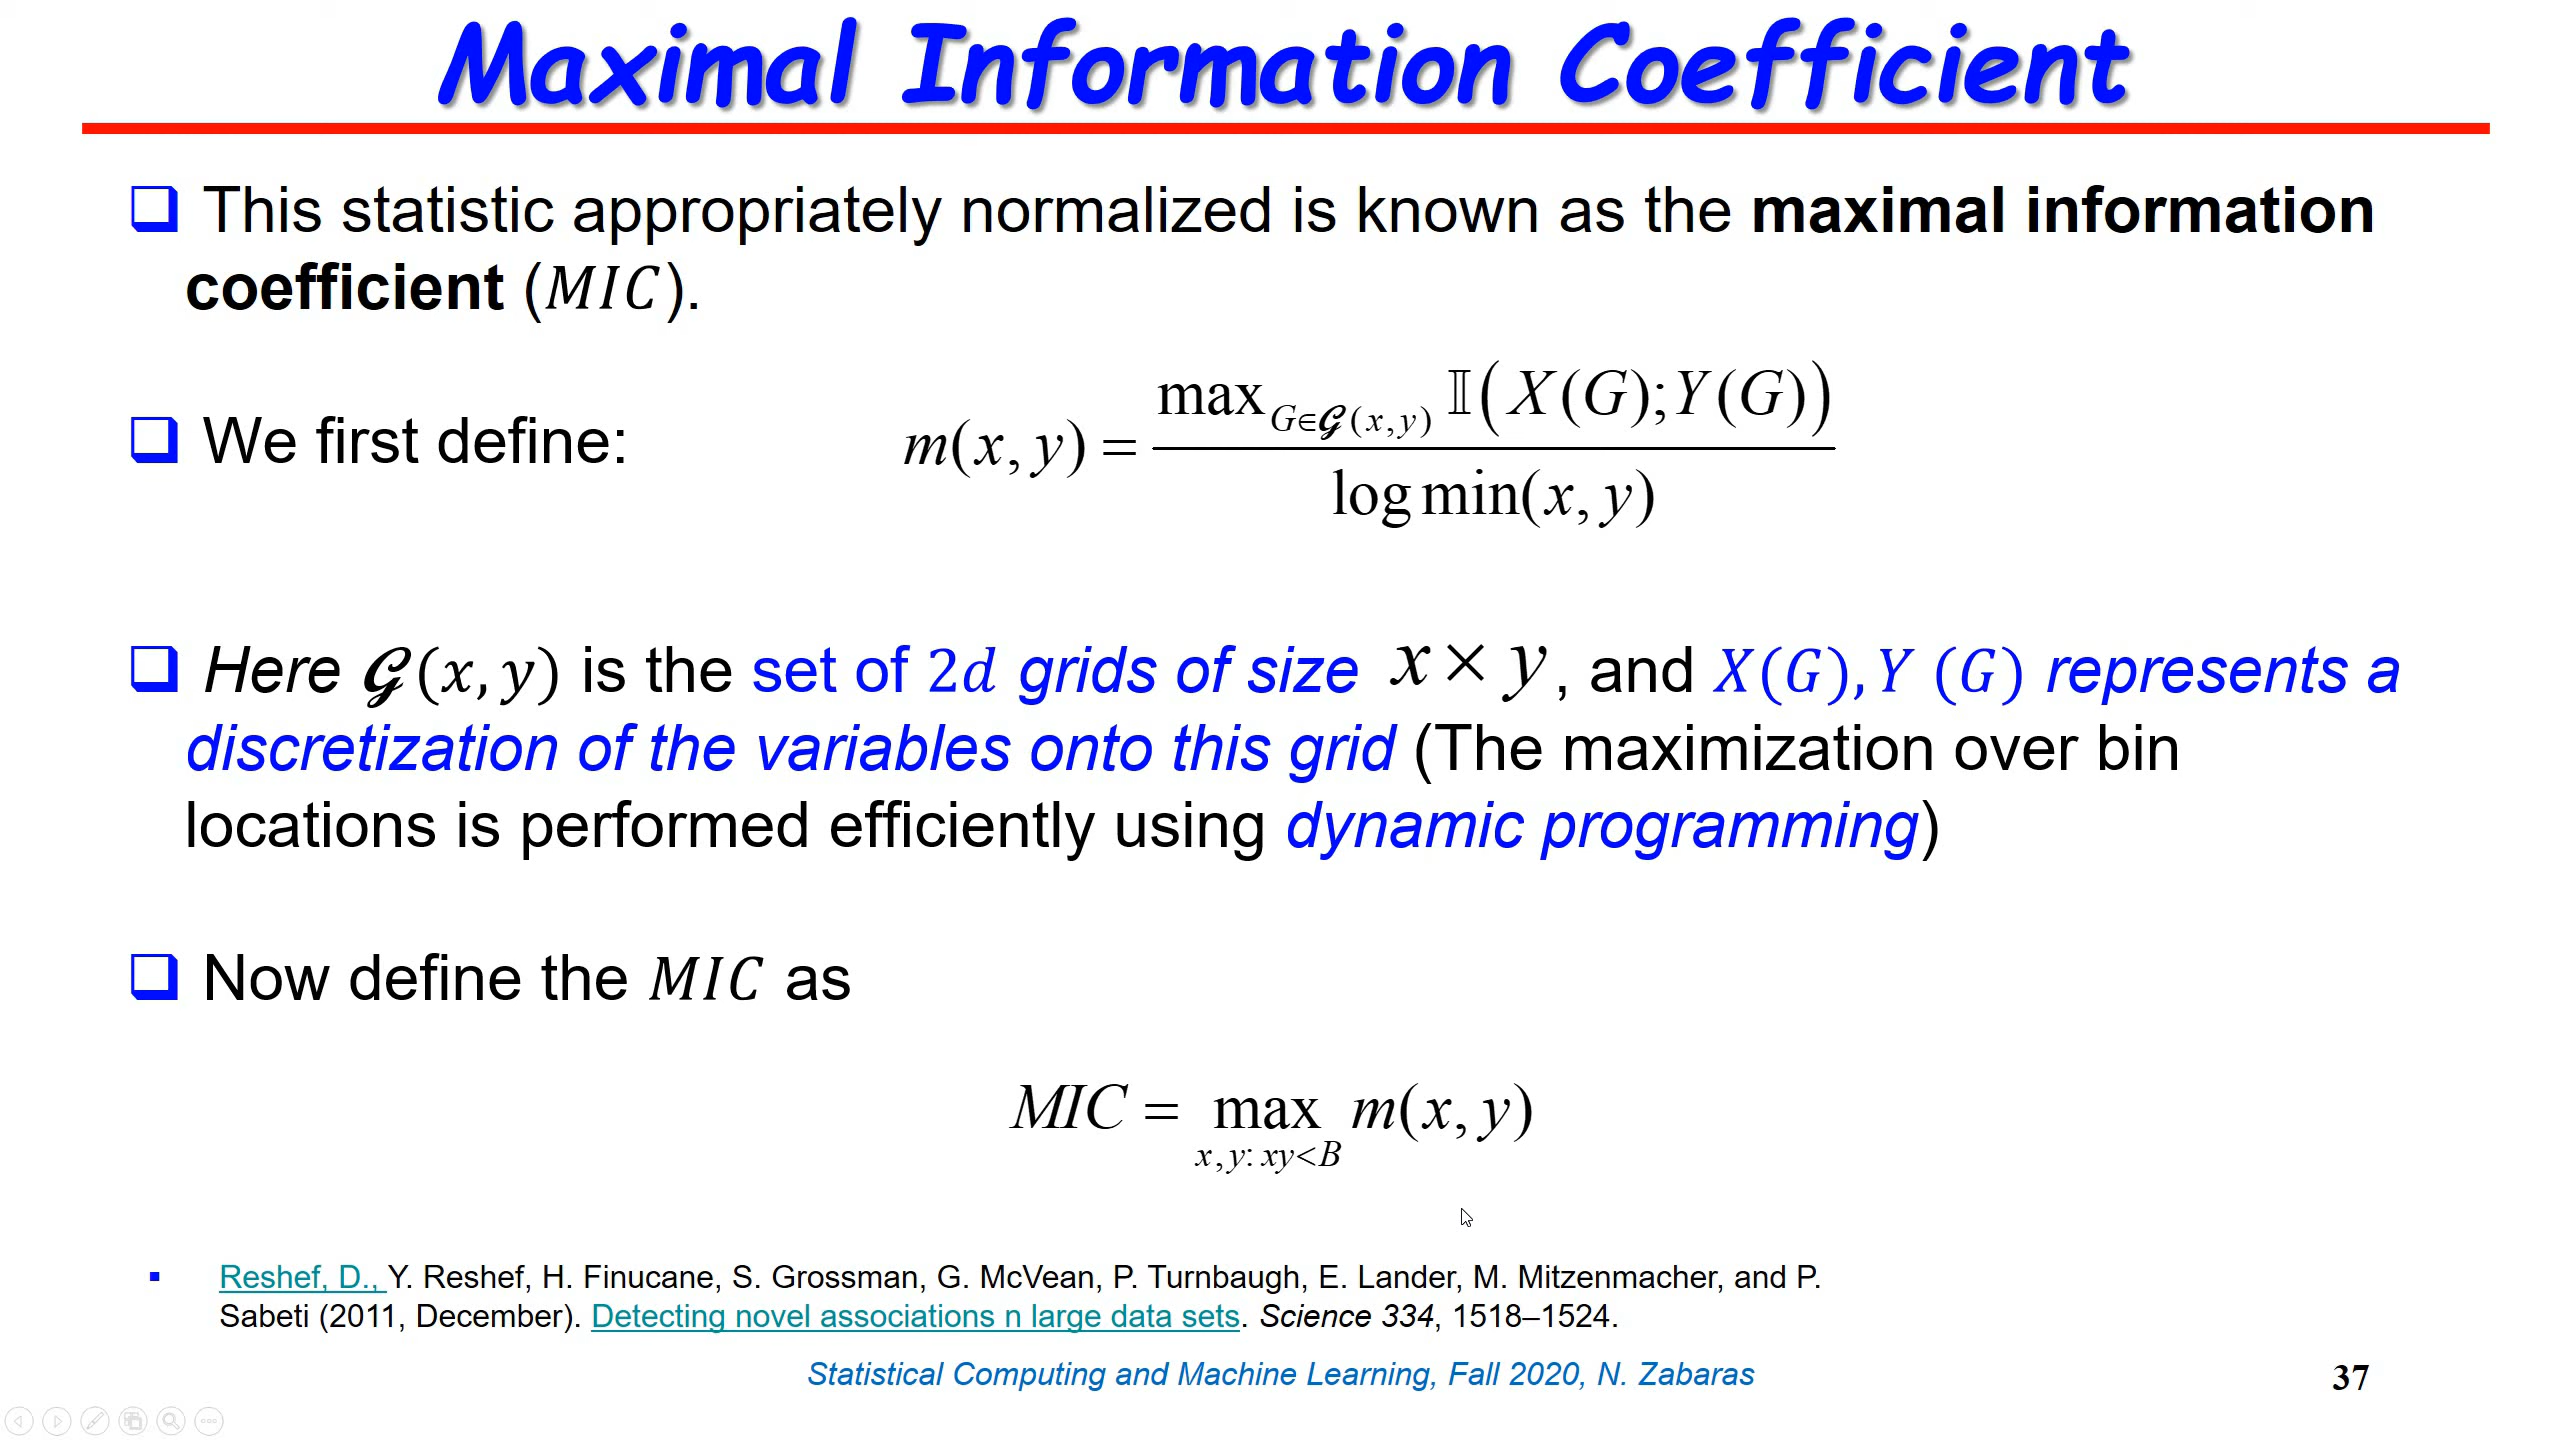 Maximal Information Coefficient
❑ This statistic appropriately normalized is known as the maximal information
coefficient (𝑀𝐼𝐶).
❑ We first define: m(x, y) = max_{G∈𝓖(x,y)} 𝕀(X(G);Y(G)) / log min(x, y)
❑ Here 𝓖(𝑥, 𝑦) is the set of 2𝑑 grids of size x × y, and 𝑋(𝐺), 𝑌 (𝐺) represents a
discretization of the variables onto this grid (The maximization over bin
locations is performed efficiently using dynamic programming)
❑ Now define the 𝑀𝐼𝐶 as
MIC = max_{x,y: xy<B} m(x, y)
▪ Reshef, D., Y. Reshef, H. Finucane, S. Grossman, G. McVean, P. Turnbaugh, E. Lander, M. Mitzenmacher, and P.
Sabeti (2011, December). Detecting novel associations n large data sets. Science 334, 1518–1524.
Statistical Computing and Machine Learning, Fall 2020, N. Zabaras
37